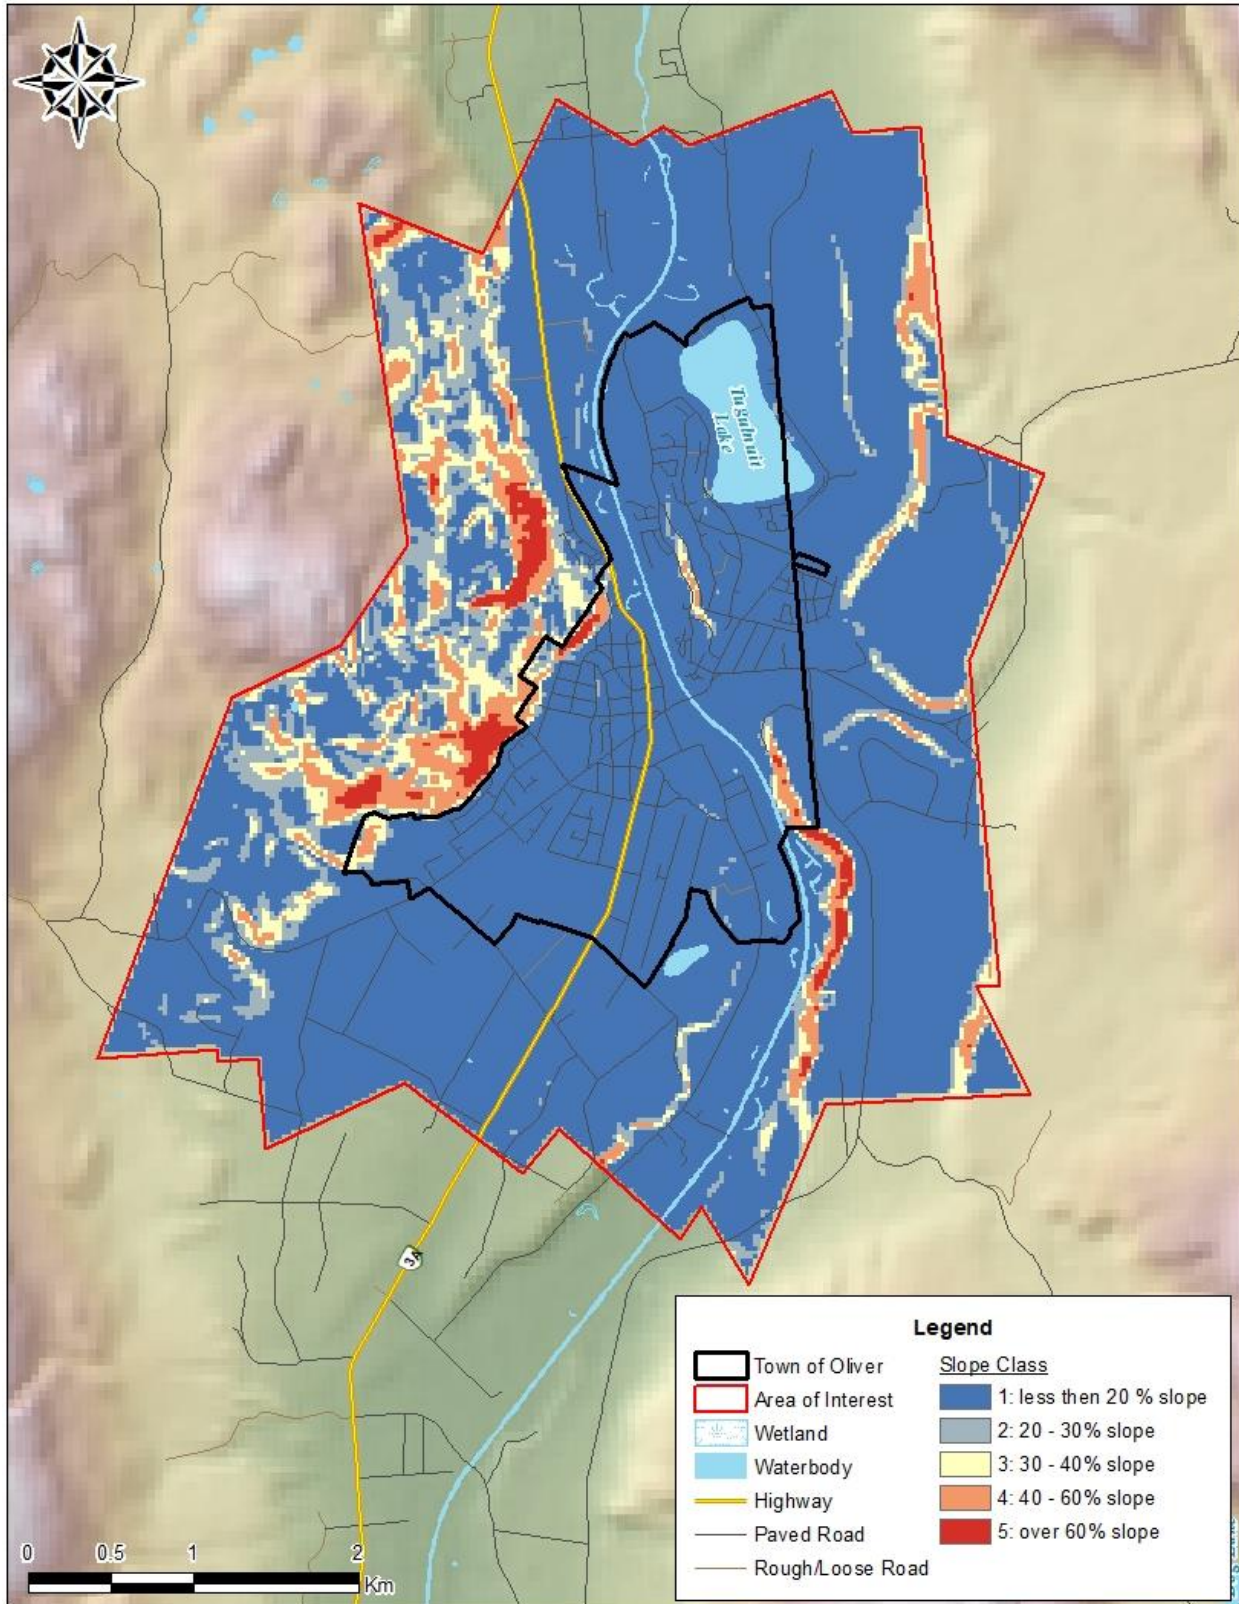 Tugulnuit
Lake
3A
Legend
Town of Oliver
Area of Interest
Wetland
Waterbody
Highway
Paved Road
Rough/Loose Road
Slope Class
1: less then 20 % slope
2: 20 - 30% slope
3: 30 - 40% slope
4: 40 - 60% slope
5: over 60% slope
0 0.5 1 2
Km